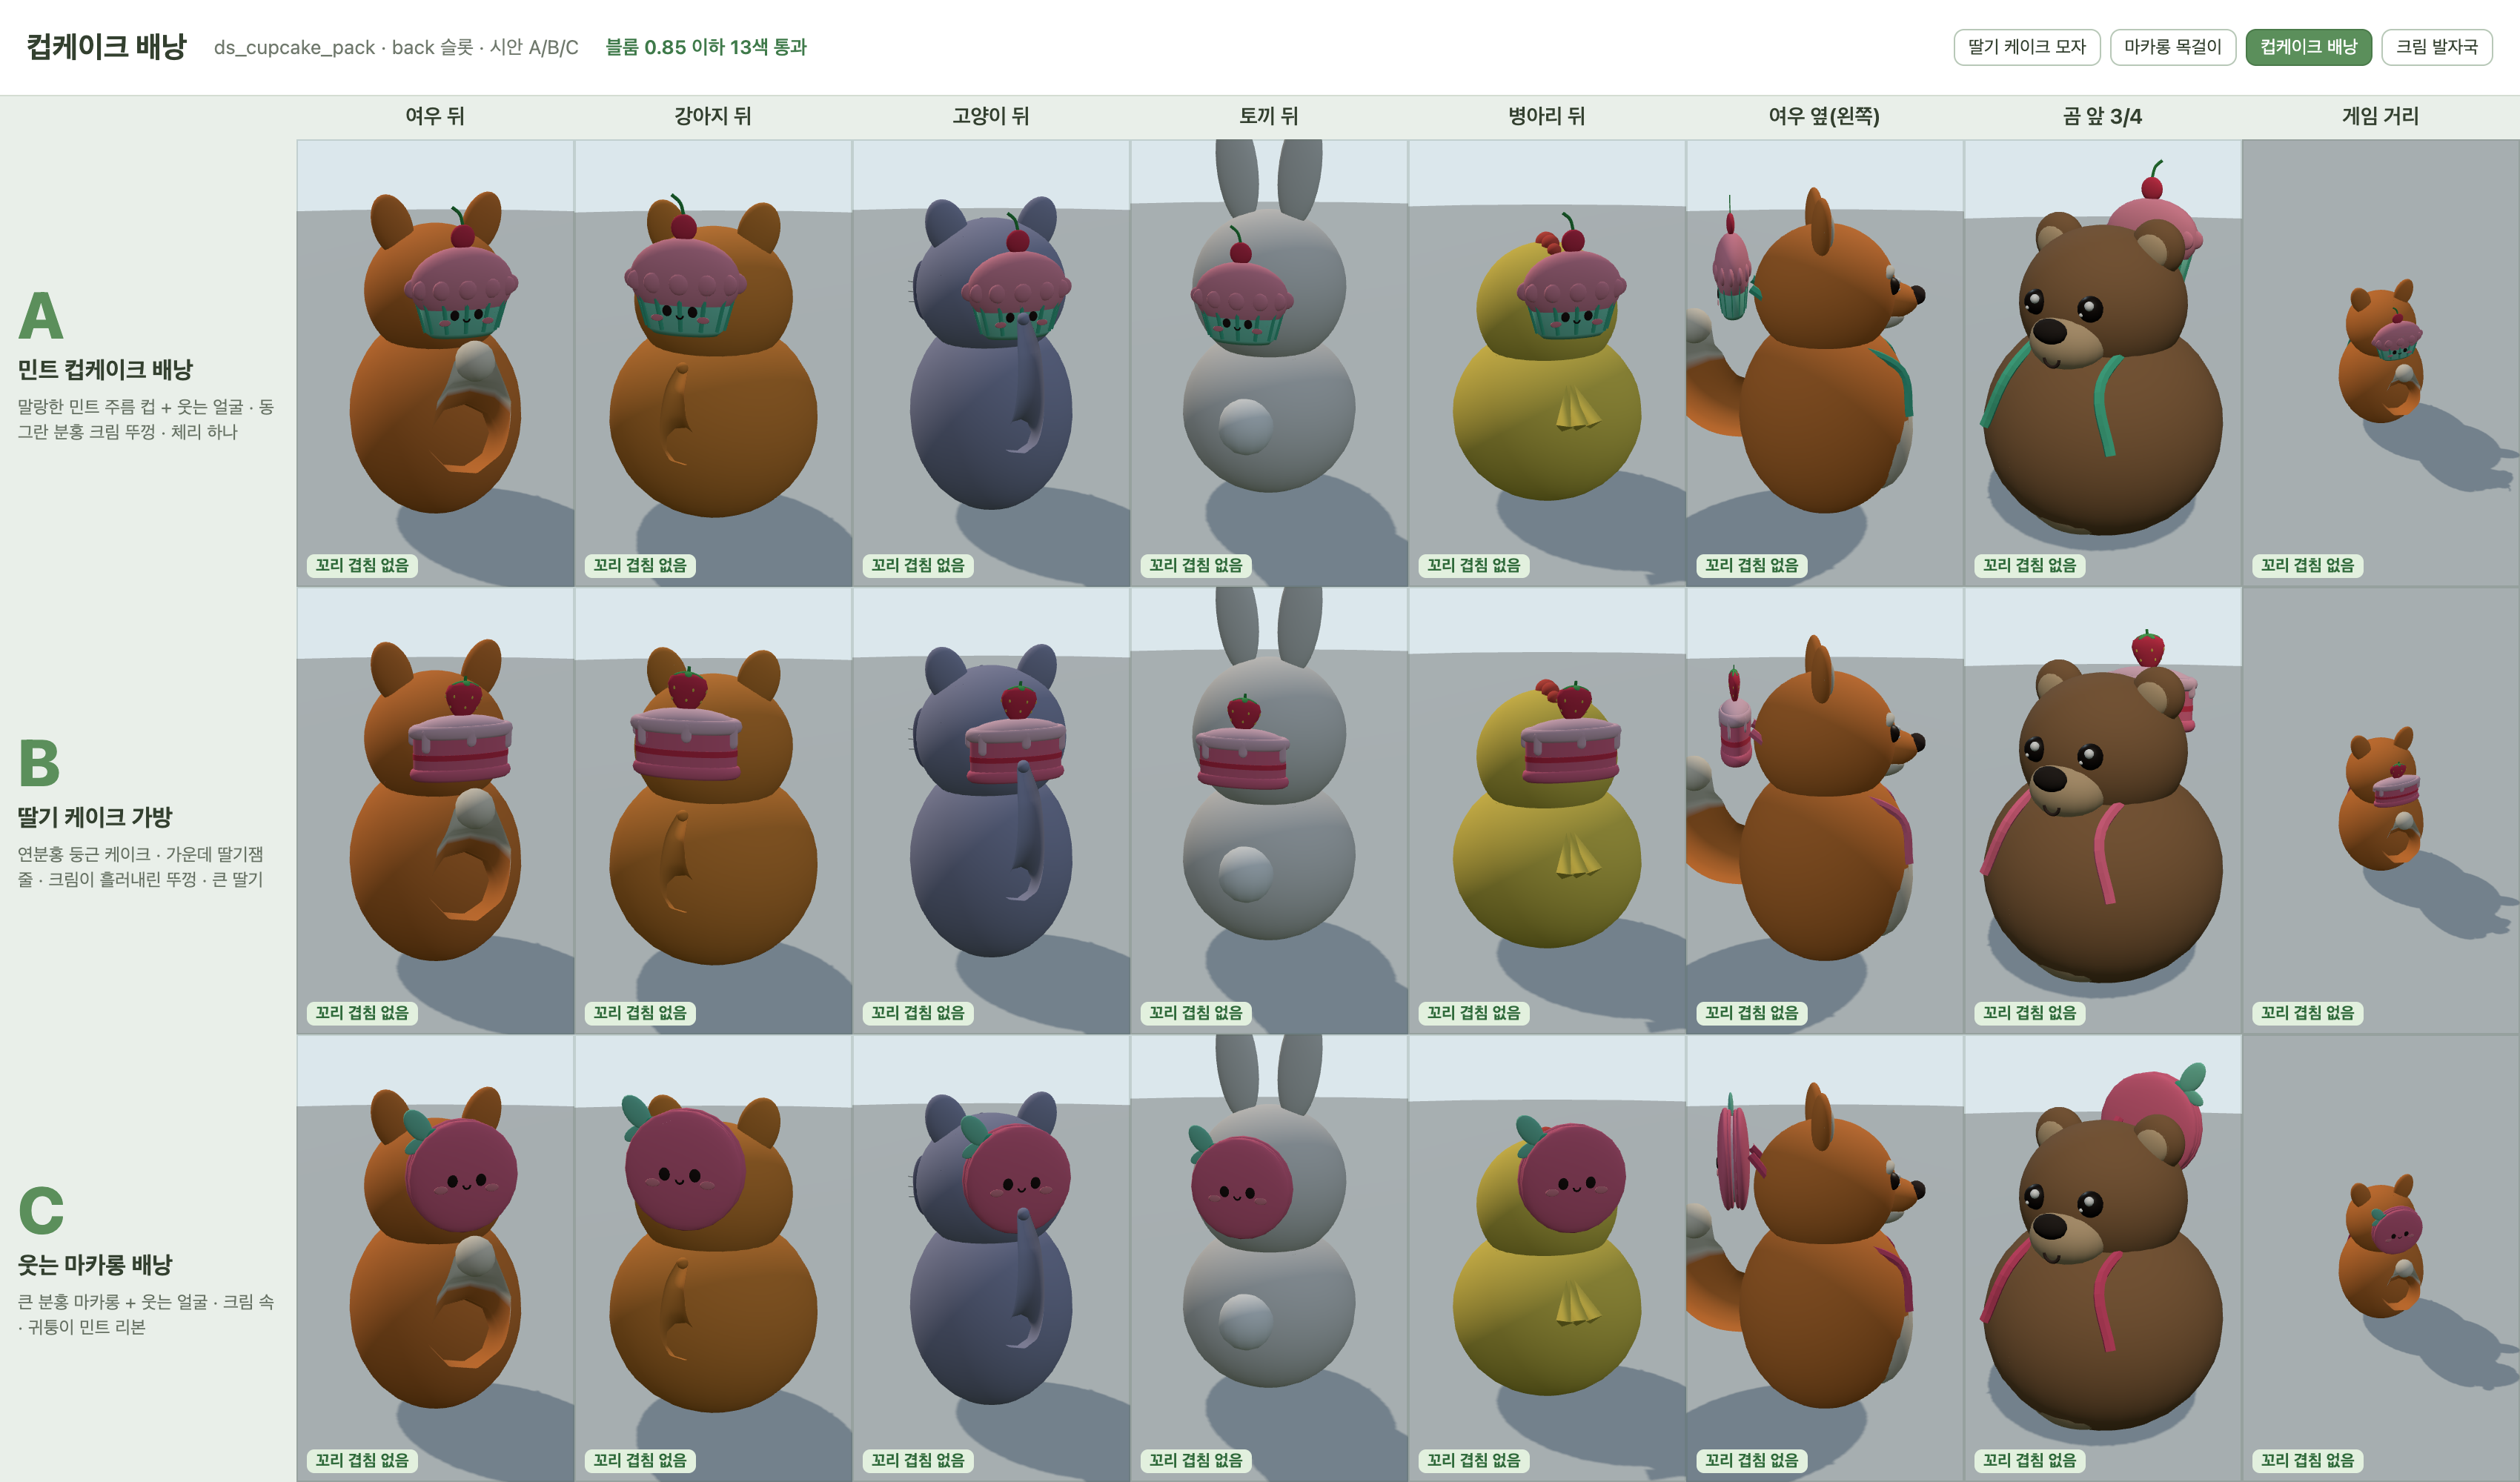 컵케이크 배낭 ds_cupcake_pack · back 슬롯 · 시안 A/B/C 블룸 0.85 이하 13색 통과 딸기 케이크 모자 마카롱 목걸이 컵케이크 배낭 크림 발자국
여우 뒤 강아지 뒤 고양이 뒤 토끼 뒤 병아리 뒤 여우 옆(왼쪽) 곰 앞 3/4 게임 거리
A
민트 컵케이크 배낭
말랑한 민트 주름 컵 + 웃는 얼굴 · 동
그란 분홍 크림 뚜껑 · 체리 하나
꼬리 겹침 없음 꼬리 겹침 없음 꼬리 겹침 없음 꼬리 겹침 없음 꼬리 겹침 없음 꼬리 겹침 없음 꼬리 겹침 없음 꼬리 겹침 없음
B
딸기 케이크 가방
연분홍 둥근 케이크 · 가운데 딸기잼
줄 · 크림이 흘러내린 뚜껑 · 큰 딸기
꼬리 겹침 없음 꼬리 겹침 없음 꼬리 겹침 없음 꼬리 겹침 없음 꼬리 겹침 없음 꼬리 겹침 없음 꼬리 겹침 없음 꼬리 겹침 없음
C
웃는 마카롱 배낭
큰 분홍 마카롱 + 웃는 얼굴 · 크림 속
· 귀퉁이 민트 리본
꼬리 겹침 없음 꼬리 겹침 없음 꼬리 겹침 없음 꼬리 겹침 없음 꼬리 겹침 없음 꼬리 겹침 없음 꼬리 겹침 없음 꼬리 겹침 없음